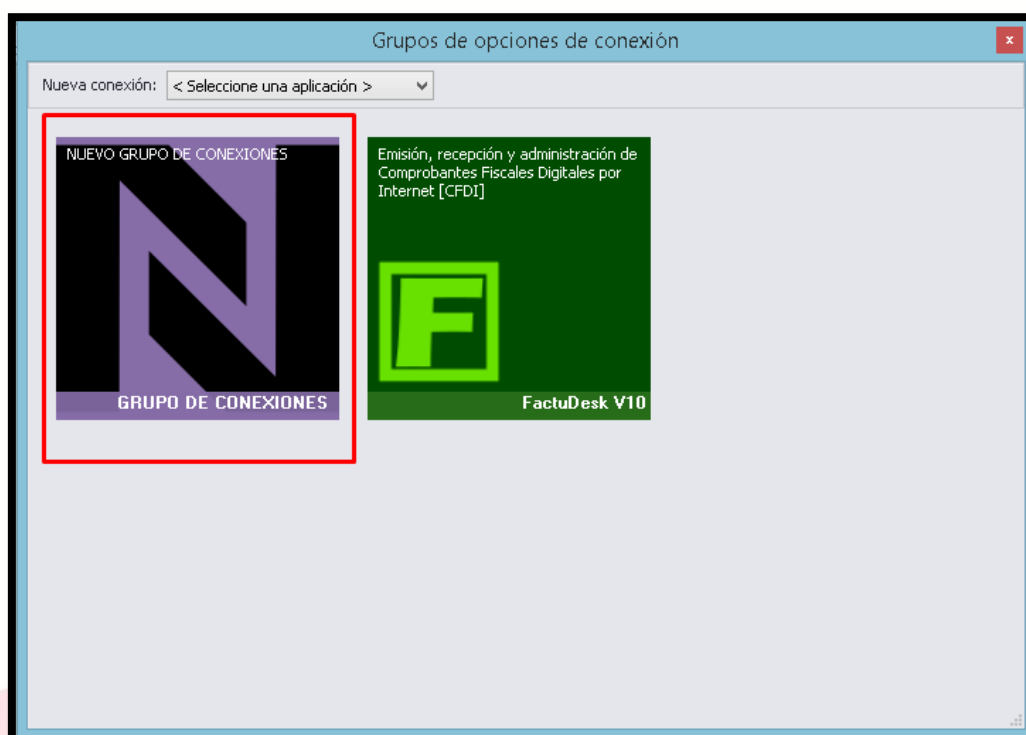 Grupos de opciones de conexión
x
Nueva conexión: < Seleccione una aplicación >
NUEVO GRUPO DE CONEXIONES
N
GRUPO DE CONEXIONES
Emisión, recepción y administración de
Comprobantes Fiscales Digitales por
Internet [CFDI]
F
FactuDesk V10